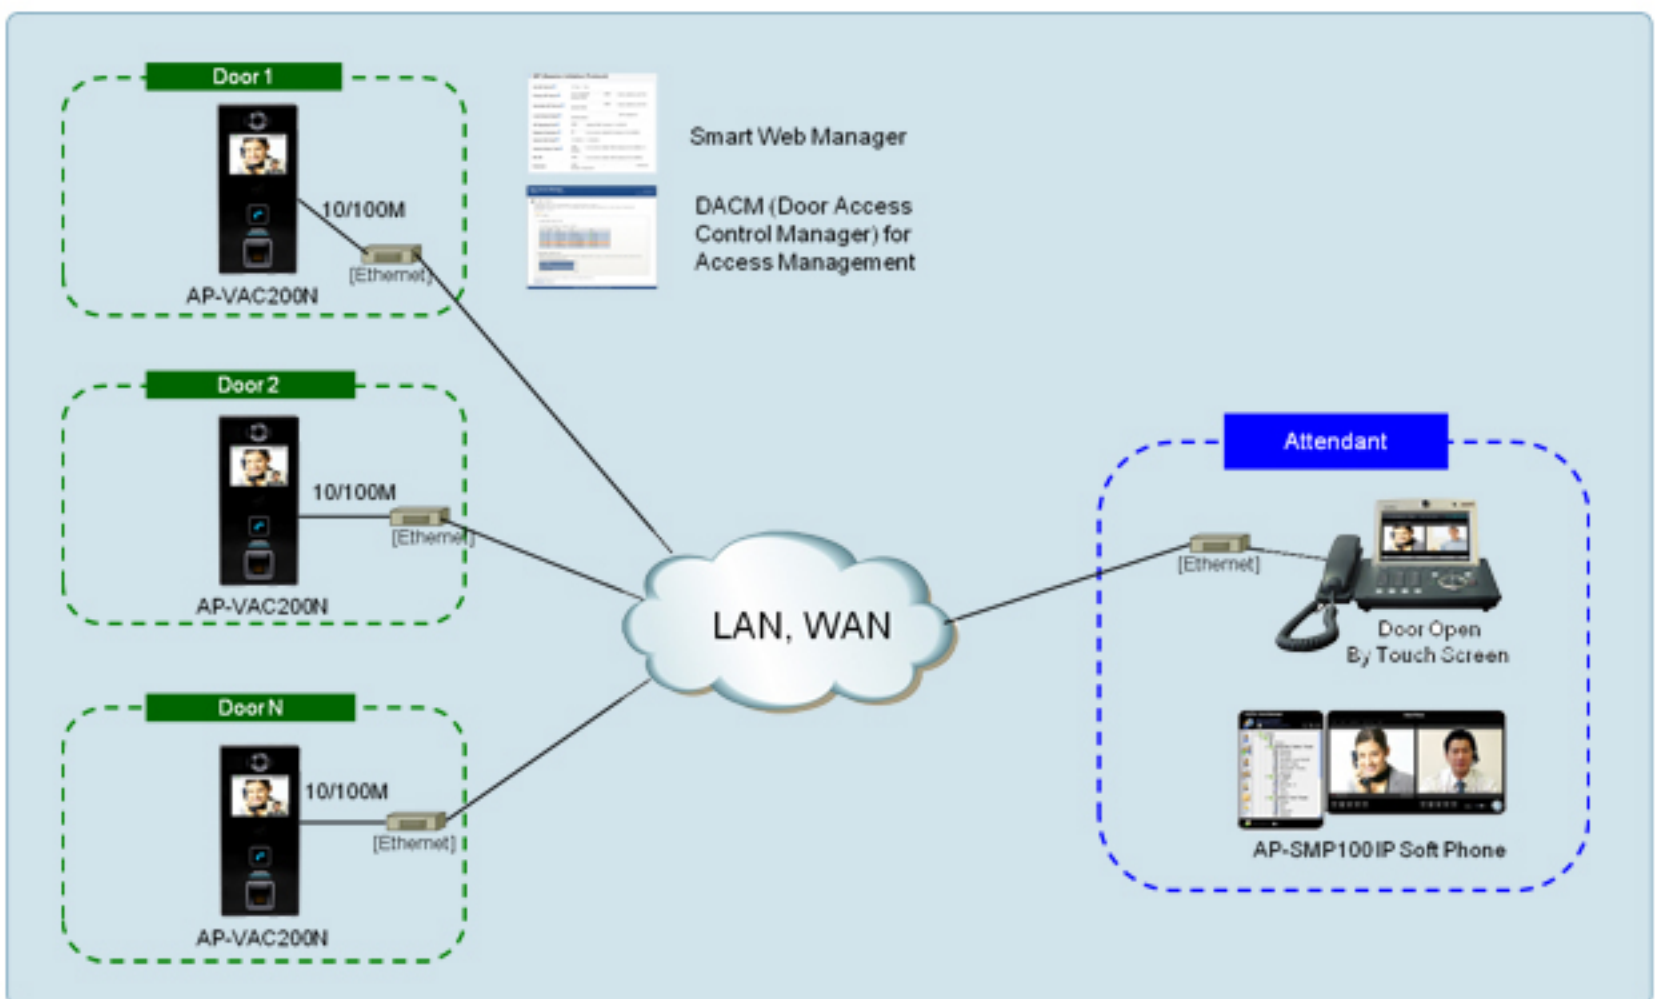 Door 1
10/100M
[Ethernet]
AP-VAC200N
Smart Web Manager
DACM (Door Access
Control Manager) for
Access Management
Door 2
10/100M
[Ethernet]
AP-VAC200N
LAN, WAN
Attendant
[Ethernet]
Door Open
By Touch Screen
Door N
10/100M
[Ethernet]
AP-VAC200N
AP-SMP100 IP Soft Phone